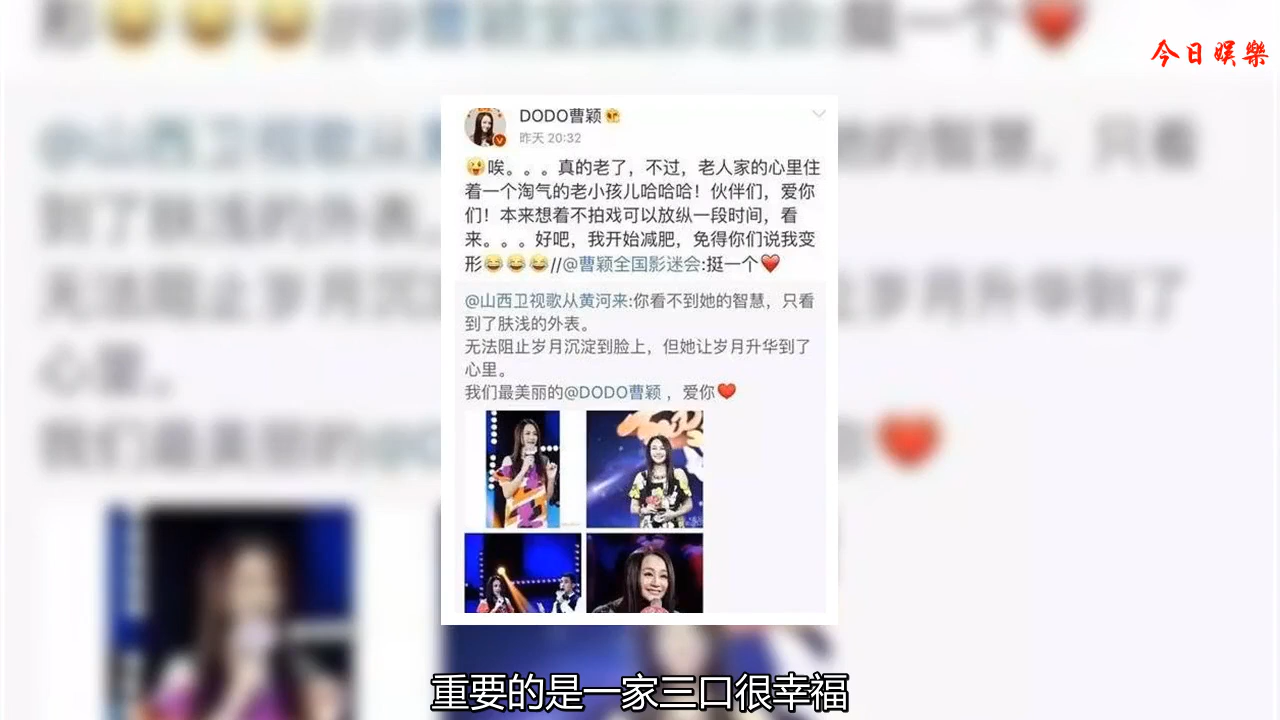 今日娱樂
DODO曹颖
昨天 20:32
唉。。。真的老了，不过，老人家的心里住
着一个淘气的老小孩儿哈哈哈！伙伴们，爱你
们！本来想着不拍戏可以放纵一段时间，看
来。。。好吧，我开始减肥，免得你们说我变
形😂😂😂//@曹颖全国影迷会:挺一个❤️
@山西卫视歌从黄河来:你看不到她的智慧，只看
到了肤浅的外表。
无法阻止岁月沉淀到脸上，但她让岁月升华到了
心里。
我们最美丽的@DODO曹颖 ，爱你❤️
重要的是一家三口很幸福